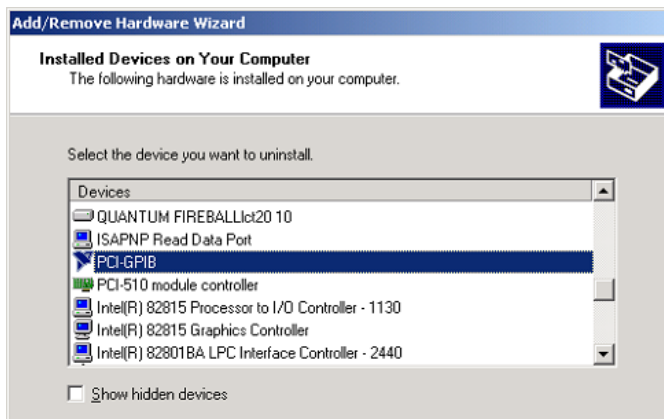 Add/Remove Hardware Wizard
Installed Devices on Your Computer
The following hardware is installed on your computer.
Select the device you want to uninstall.
Devices
QUANTUM FIREBALLlct20 10
ISAPNP Read Data Port
PCI-GPIB
PCI-510 module controller
Intel(R) 82815 Processor to I/O Controller - 1130
Intel(R) 82815 Graphics Controller
Intel(R) 82801BA LPC Interface Controller - 2440
Show hidden devices